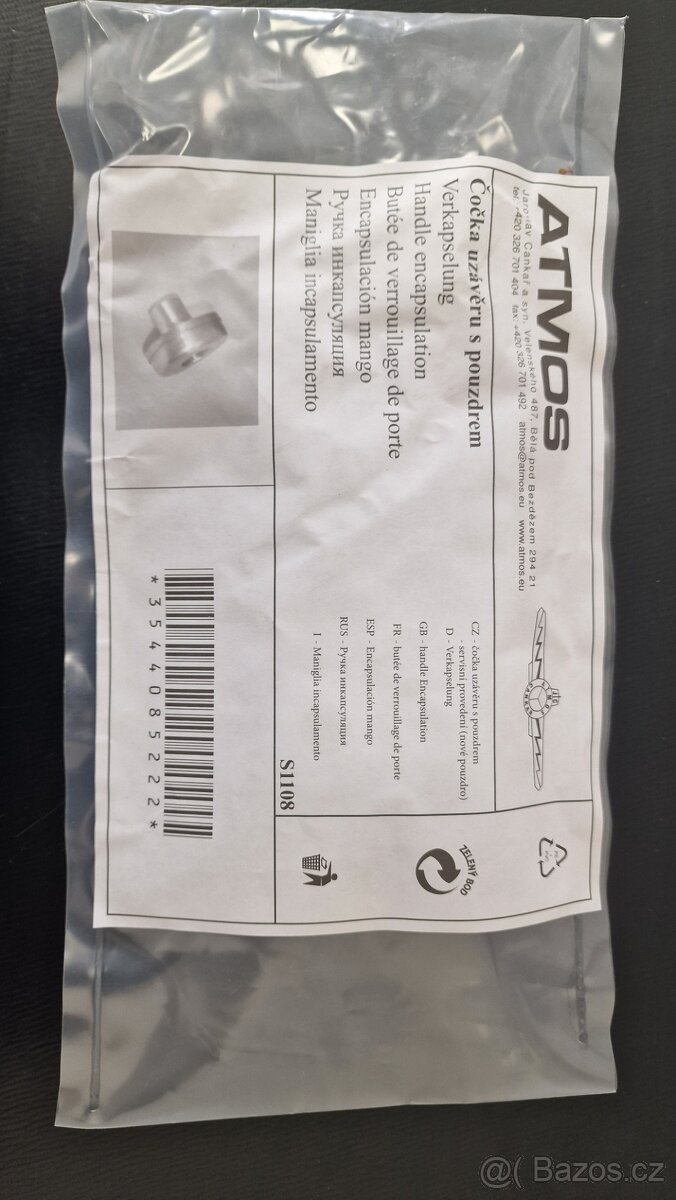 ATMOS
Jaroslav Cankař a syn, Velenského 487, Bělá pod Bezdězem 294 21
tel: +420 326 701 404 fax: +420 326 701 492 atmos@atmos.eu www.atmos.eu
Čočka uzávěru s pouzdrem
Verkapselung
Handle encapsulation
Butée de verrouillage de porte
Encapsulación mango
Ручка инкапсуляция
Maniglia incapsulamento
CZ - čočka uzávěru s pouzdrem
- servisní provedení (nové pouzdro)
D - Verkapselung
GB - handle Encapsulation
FR - butée de verrouillage de porte
ESP - Encapsulación mango
RUS - Ручка инкапсуляция
I - Maniglia incapsulamento
S1108
*354408522​2*
ZELENÝ BOD
@( Bazos.cz